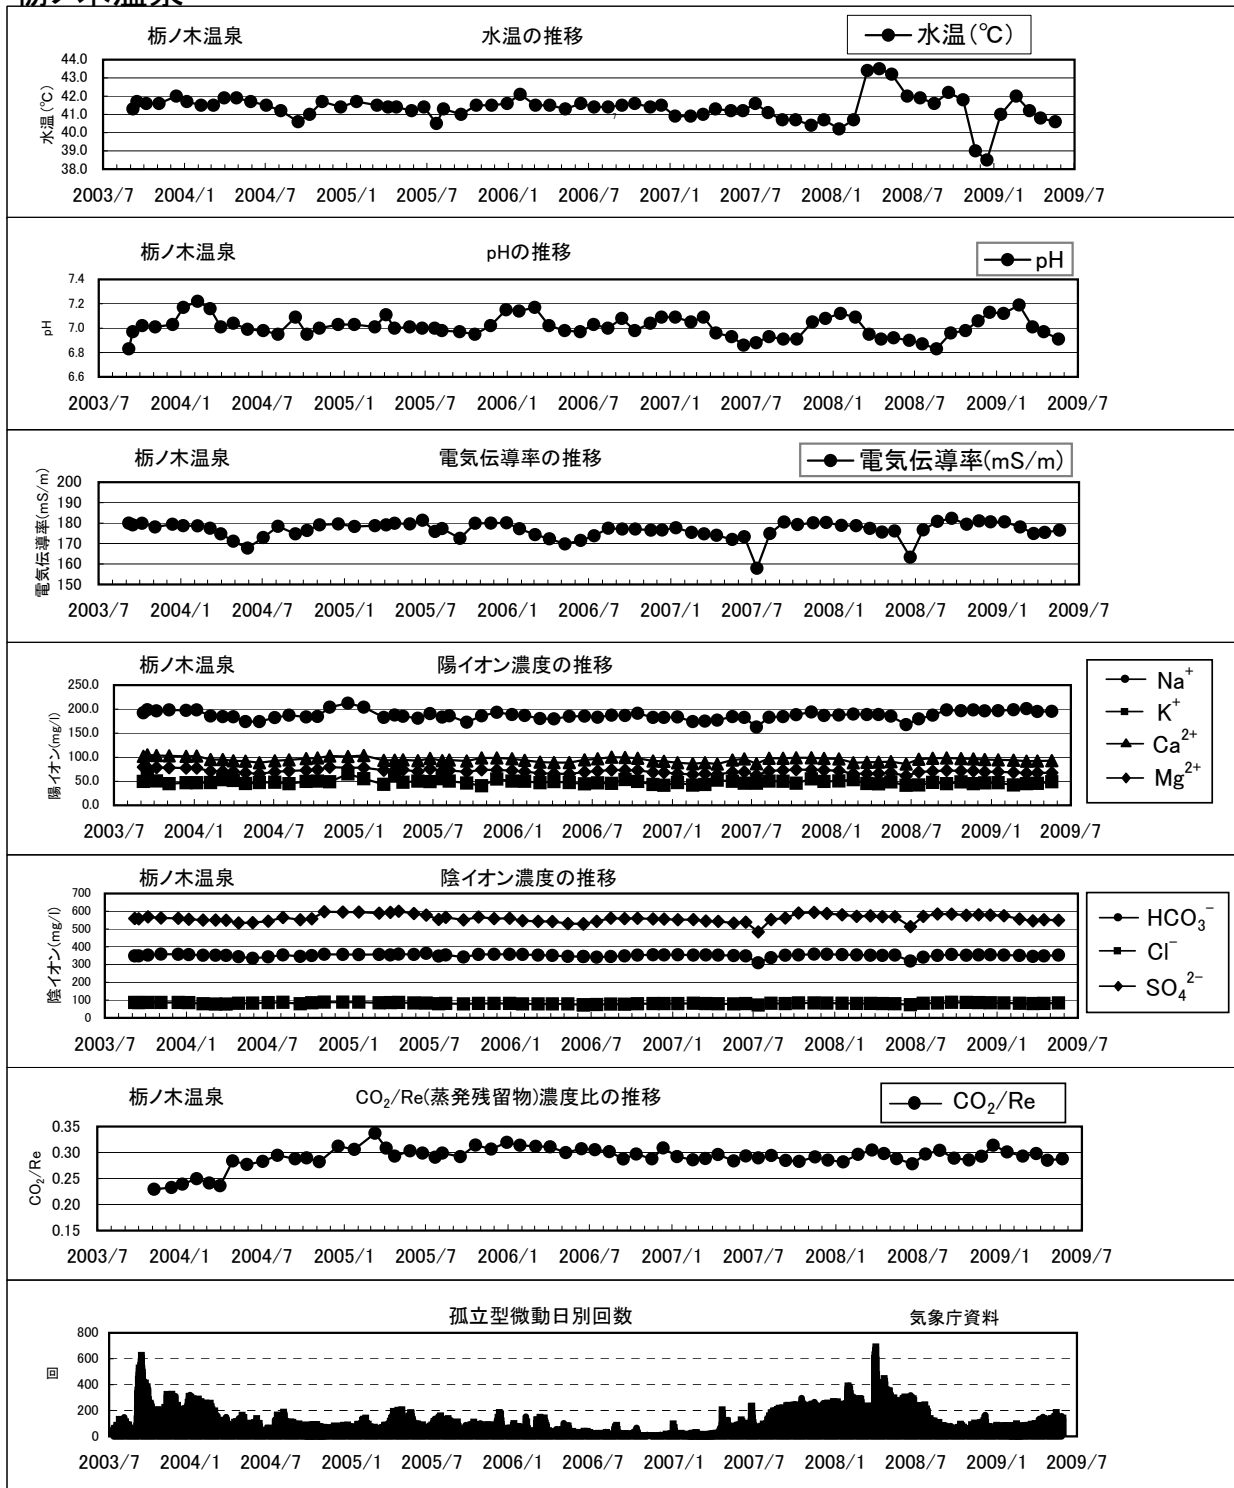 栃ノ木温泉
栃ノ木温泉 水温の推移 水温(℃)
水温(℃)
44.0
43.0
42.0
41.0
40.0
39.0
38.0
2003/7 2004/1 2004/7 2005/1 2005/7 2006/1 2006/7 2007/1 2007/7 2008/1 2008/7 2009/1 2009/7
栃ノ木温泉 pHの推移 pH
pH
7.4
7.2
7.0
6.8
6.6
2003/7 2004/1 2004/7 2005/1 2005/7 2006/1 2006/7 2007/1 2007/7 2008/1 2008/7 2009/1 2009/7
栃ノ木温泉 電気伝導率の推移 電気伝導率(mS/m)
電気伝導率(mS/m)
200
190
180
170
160
150
2003/7 2004/1 2004/7 2005/1 2005/7 2006/1 2006/7 2007/1 2007/7 2008/1 2008/7 2009/1 2009/7
栃ノ木温泉 陽イオン濃度の推移
陽イオン(mg/l)
250.0
200.0
150.0
100.0
50.0
0.0
Na⁺
K⁺
Ca²⁺
Mg²⁺
2003/7 2004/1 2004/7 2005/1 2005/7 2006/1 2006/7 2007/1 2007/7 2008/1 2008/7 2009/1 2009/7
栃ノ木温泉 陰イオン濃度の推移
陰イオン(mg/l)
700
600
500
400
300
200
100
0
HCO₃⁻
Cl⁻
SO₄²⁻
2003/7 2004/1 2004/7 2005/1 2005/7 2006/1 2006/7 2007/1 2007/7 2008/1 2008/7 2009/1 2009/7
栃ノ木温泉 CO₂/Re(蒸発残留物)濃度比の推移 CO₂/Re
CO₂/Re
0.35
0.30
0.25
0.20
0.15
2003/7 2004/1 2004/7 2005/1 2005/7 2006/1 2006/7 2007/1 2007/7 2008/1 2008/7 2009/1 2009/7
孤立型微動日別回数 気象庁資料
回
800
600
400
200
0
2003/7 2004/1 2004/7 2005/1 2005/7 2006/1 2006/7 2007/1 2007/7 2008/1 2008/7 2009/1 2009/7